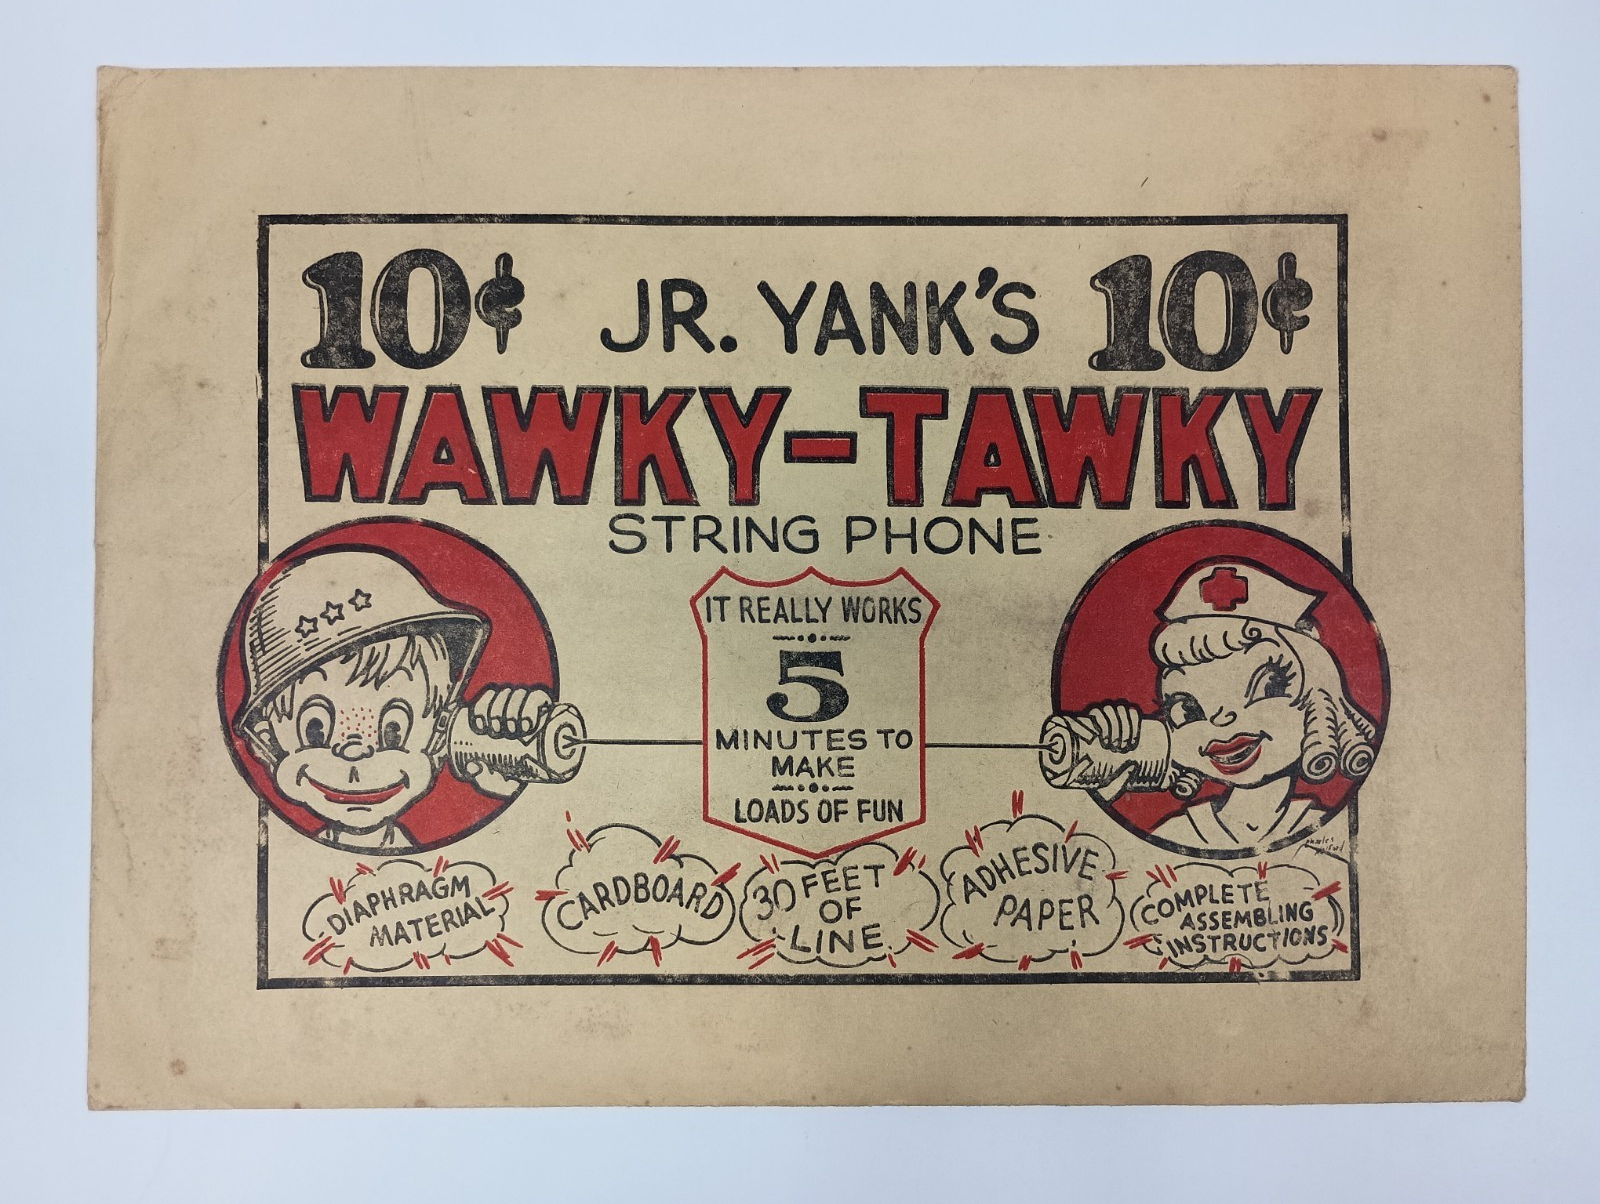 10¢ JR. YANK'S 10¢
WAWKY-TAWKY
STRING PHONE
IT REALLY WORKS
5
MINUTES TO
MAKE
LOADS OF FUN
DIAPHRAGM
MATERIAL
CARDBOARD
30 FEET
OF
LINE
ADHESIVE
PAPER
COMPLETE
ASSEMBLING
INSTRUCTIONS